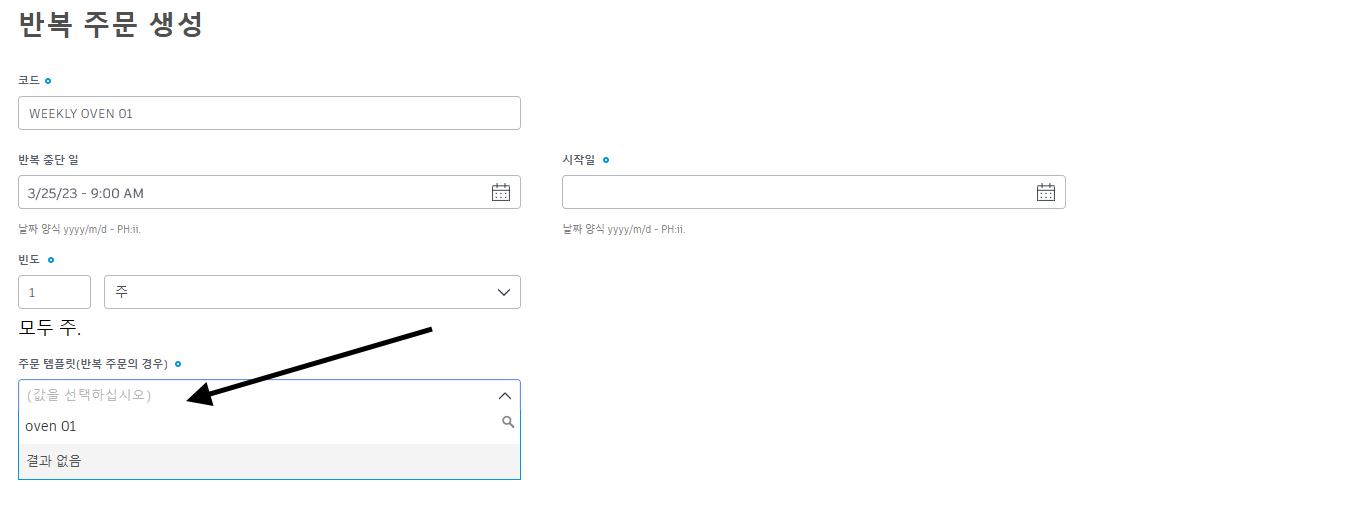 반복 주문 생성
코드
WEEKLY OVEN 01
반복 중단 일
시작일
3/25/23 - 9:00 AM
날짜 양식 yyyy/m/d - PH:ii.
날짜 양식 yyyy/m/d - PH:ii.
빈도
1
주
모두 주.
주문 템플릿(반복 주문의 경우)
(값을 선택하십시오)
oven 01
결과 없음